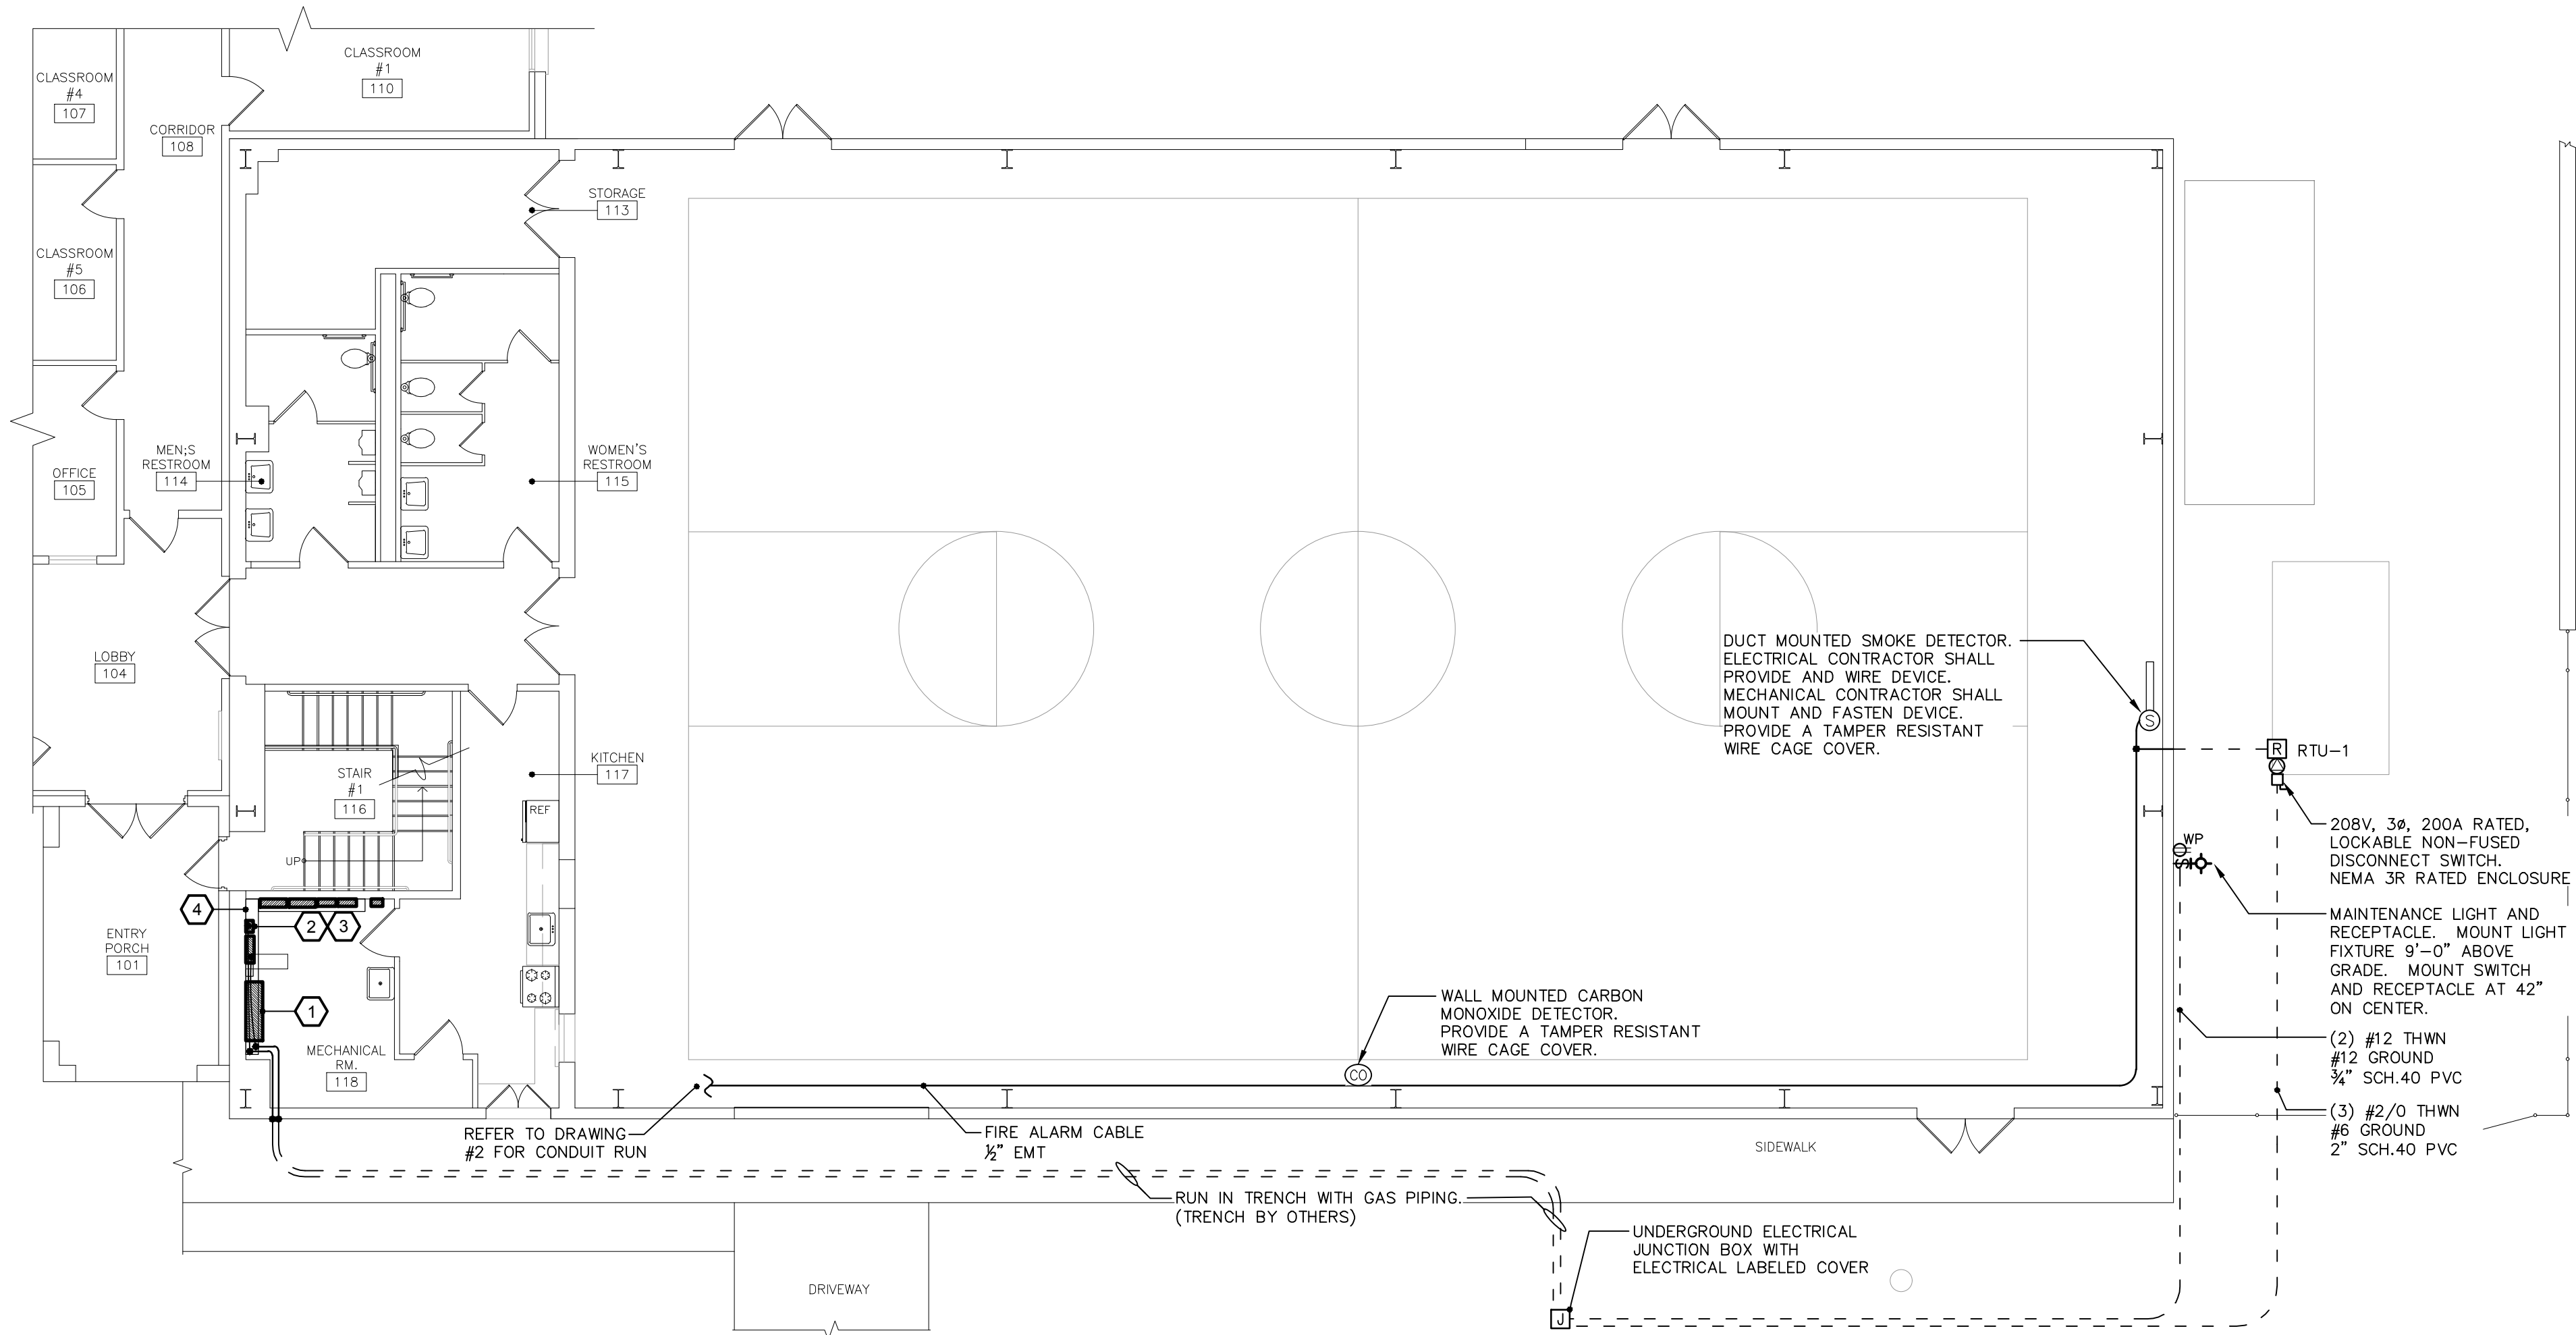 CLASSROOM
#1
110
CLASSROOM
#4
107
CORRIDOR
108
CLASSROOM
#5
106
STORAGE
113
OFFICE
105
MEN;S
RESTROOM
114
WOMEN'S
RESTROOM
115
LOBBY
104
STAIR
#1
116
UP
KITCHEN
117
REF
ENTRY
PORCH
101
4
2
3
1
MECHANICAL
RM.
118
DUCT MOUNTED SMOKE DETECTOR.
ELECTRICAL CONTRACTOR SHALL
PROVIDE AND WIRE DEVICE.
MECHANICAL CONTRACTOR SHALL
MOUNT AND FASTEN DEVICE.
PROVIDE A TAMPER RESISTANT
WIRE CAGE COVER.
S
R
RTU-1
208V, 3ø, 200A RATED,
LOCKABLE NON-FUSED
DISCONNECT SWITCH.
NEMA 3R RATED ENCLOSURE
WP
S
MAINTENANCE LIGHT AND
RECEPTACLE. MOUNT LIGHT
FIXTURE 9'-0" ABOVE
GRADE. MOUNT SWITCH
AND RECEPTACLE AT 42"
ON CENTER.
(2) #12 THWN
#12 GROUND
¾" SCH.40 PVC
(3) #2/0 THWN
#6 GROUND
2" SCH.40 PVC
WALL MOUNTED CARBON
MONOXIDE DETECTOR.
PROVIDE A TAMPER RESISTANT
WIRE CAGE COVER.
CO
REFER TO DRAWING
#2 FOR CONDUIT RUN
FIRE ALARM CABLE
½" EMT
SIDEWALK
RUN IN TRENCH WITH GAS PIPING.
(TRENCH BY OTHERS)
UNDERGROUND ELECTRICAL
JUNCTION BOX WITH
ELECTRICAL LABELED COVER
J
DRIVEWAY